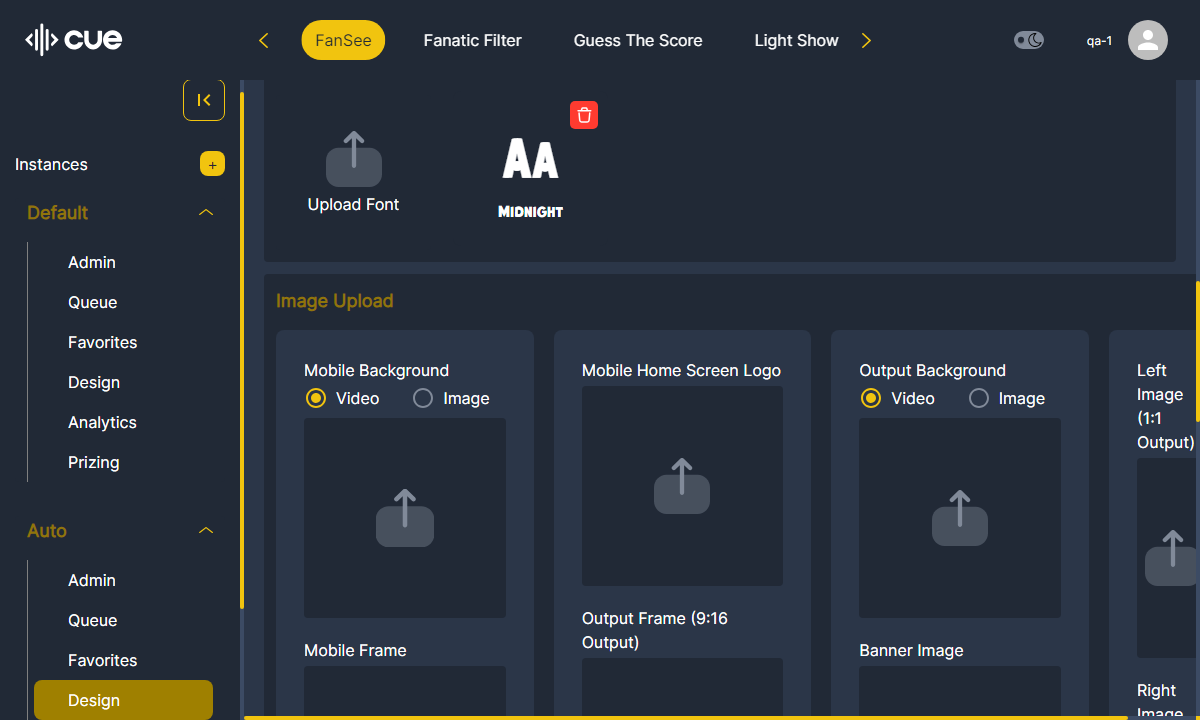 cue
FanSee
Fanatic Filter
Guess The Score
Light Show
qa-1
Instances
+
Default
Admin
Queue
Favorites
Design
Analytics
Prizing
Auto
Admin
Queue
Favorites
Design
Upload Font
AA
MIDNIGHT
Image Upload
Mobile Background
Video
Image
Mobile Frame
Mobile Home Screen Logo
Output Frame (9:16
Output)
Output Background
Video
Image
Banner Image
Left
Image
(1:1
Output)
Right
Image